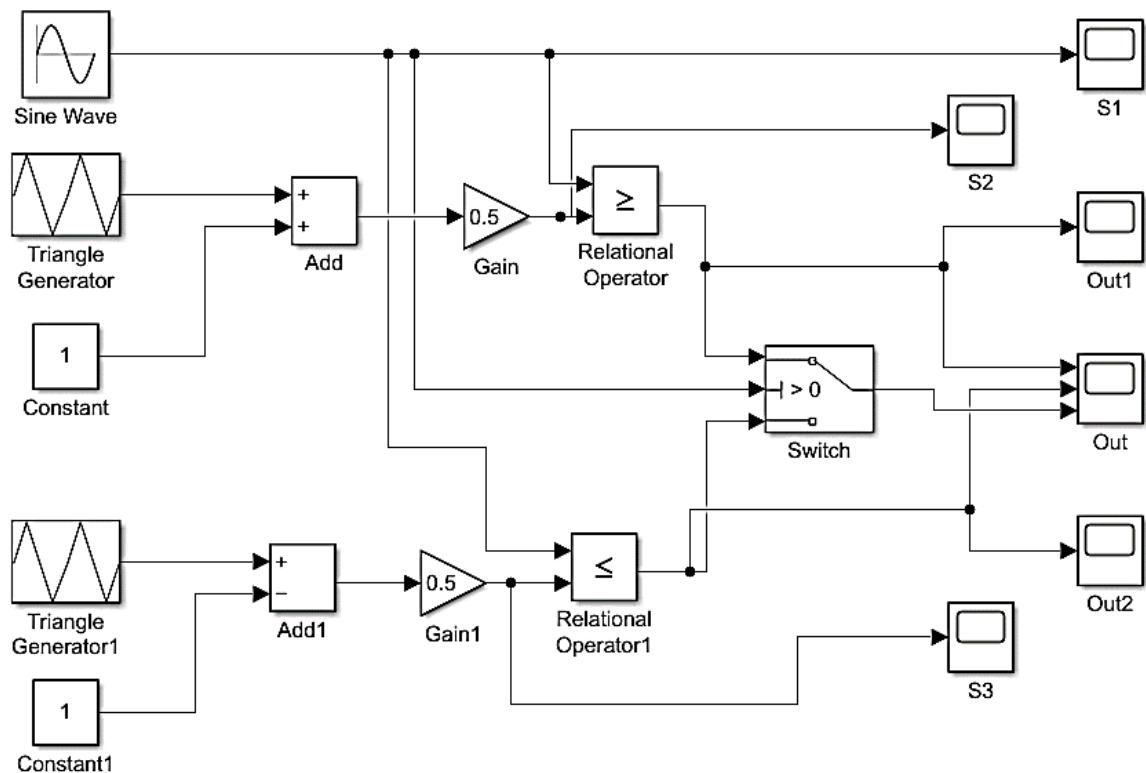 Sine Wave
S1
S2
+
+
0.5
≥
Triangle
Generator
Add
Gain
Relational
Operator
Out1
1
Constant
> 0
Switch
Out
+
−
0.5
≤
Triangle
Generator1
Add1
Gain1
Relational
Operator1
Out2
S3
1
Constant1